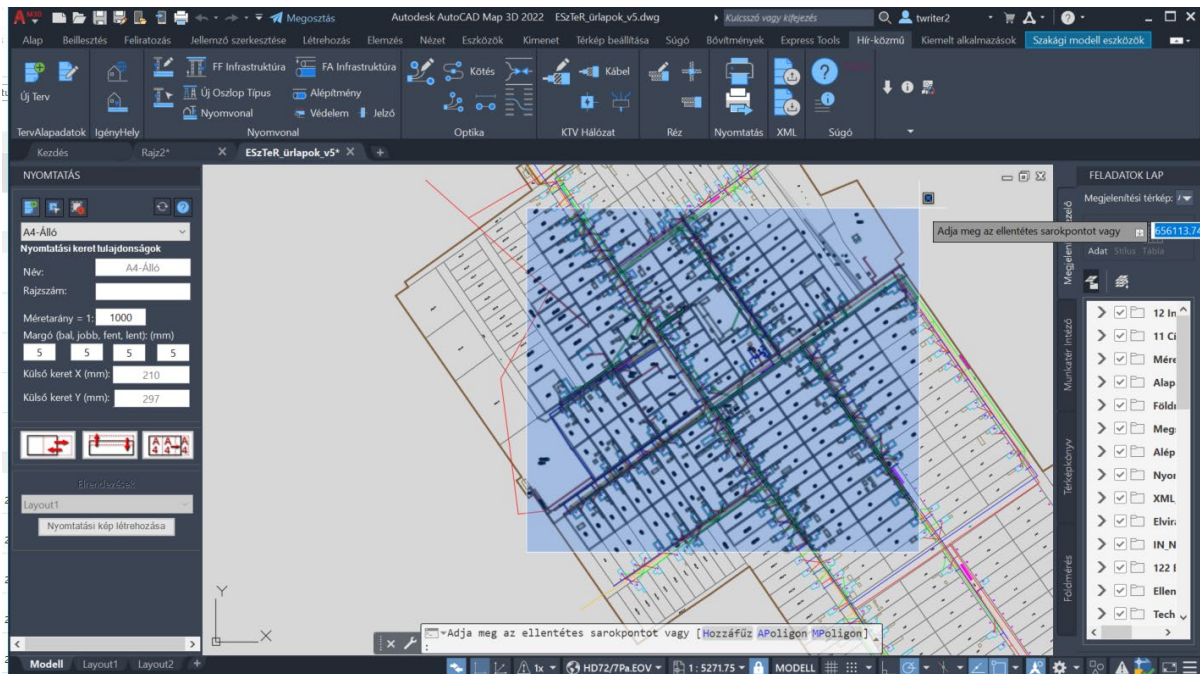 Megosztás
Autodesk AutoCAD Map 3D 2022 ESzTeR_ürlapok_v5.dwg
Kulcsszó vagy kifejezés
twriter2
Alap Beillesztés Feliratozás Jellemző szerkesztése Létrehozás Elemzés Nézet Eszközök Kimenet Térkép beállítása Súgó Bővítmények Express Tools Hír-közmű Kiemelt alkalmazások Szakági modell eszközök
FF Infrastruktúra FA Infrastruktúra Kötés Kábel
Új Terv Új Oszlop Típus Alépítmény
Nyomvonal Védelem Jelző
TervAlapadatok IgényHely Nyomvonal Optika KTV Hálózat Réz Nyomtatás XML Súgó
Kezdés Rajz2* ESzTeR_ürlapok_v5*
NYOMTATÁS
A4-Álló
Nyomtatási keret tulajdonságok
Név: A4-Álló
Rajzszám:
Méretarány = 1: 1000
Margó (bal, jobb, fent, lent): (mm)
5 5 5 5
Külső keret X (mm): 210
Külső keret Y (mm): 297
Elrendezések
Layout1
Nyomtatási kép létrehozása
Y
X
Adja meg az ellentétes sarokpontot vagy
656113.74
FELADATOK LAP
Megjelenítési térkép:
Adat Stílus Tábla
Munkatér Intéző
Térképkönyv
Földmérés
12 In
11 Ci
Mére
Alap
Földr
Meg
Alép
Nyor
XML
Elvir
IN_N
122
Ellen
Tech
Adja meg az ellentétes sarokpontot vagy [Hozzáfűz APoligon MPoligon]
:
Modell Layout1 Layout2
1x HD72/7Pa.EOV 1 : 5271.75 MODELL